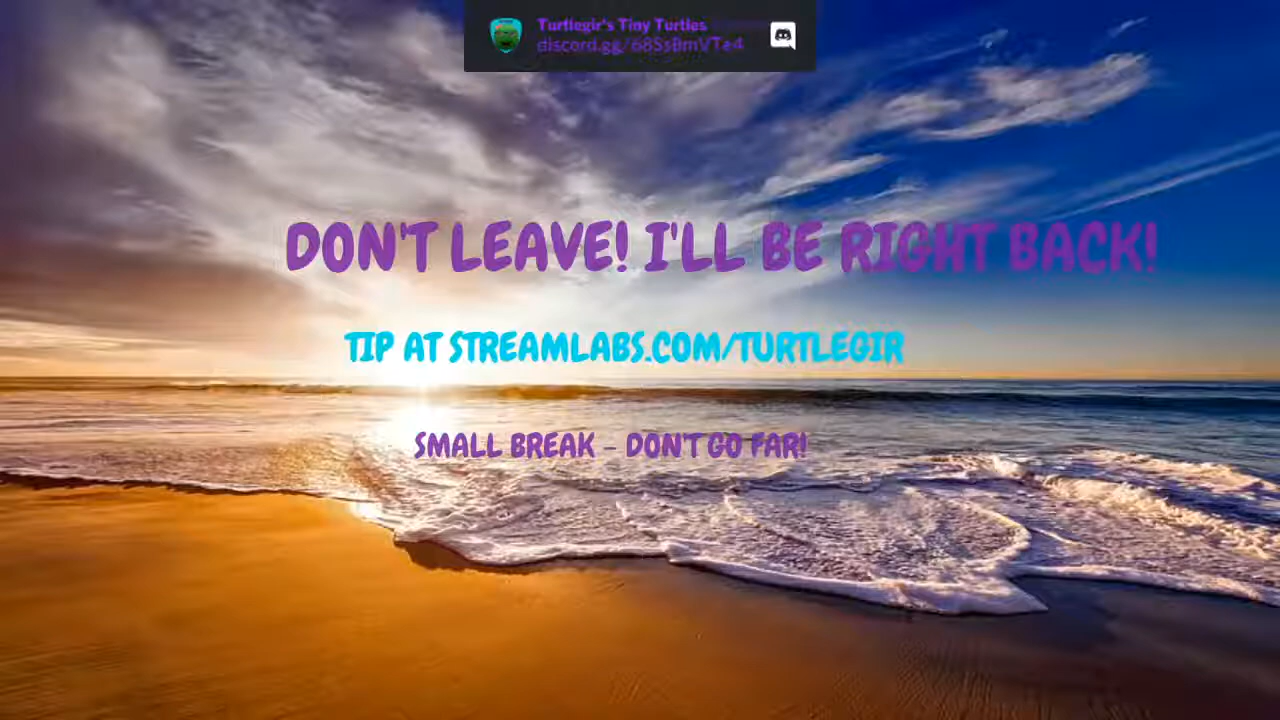 Turtlegir's Tiny Turtles
DON'T LEAVE! I'LL BE RIGHT BACK!
TIP AT STREAMLABS.COM/TURTLEGIR
SMALL BREAK - DON'T GO FAR!